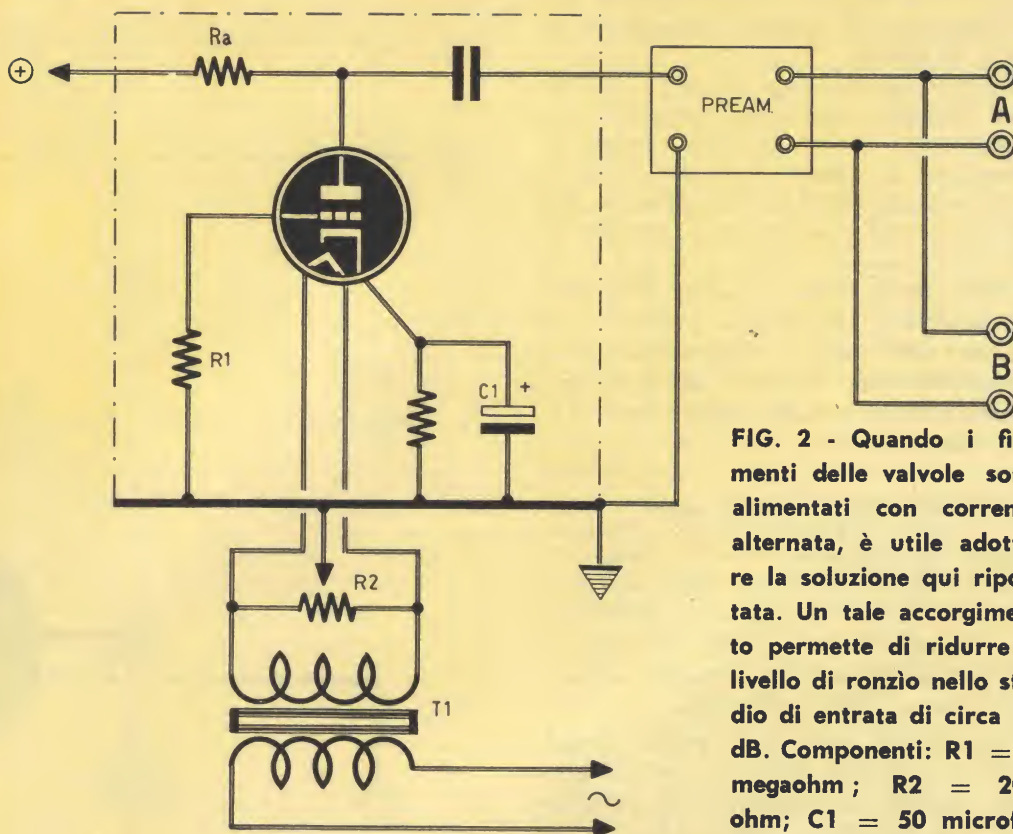 Ra
+
PREAM.
A
R1
C1 +
B
R2
T1
~
FIG. 2 - Quando i fi
menti delle valvole so
alimentati con corren
alternata, è utile adott
re la soluzione qui ripo
tata. Un tale accorgime
to permette di ridurre
livello di ronzìo nello st
dio di entrata di circa
dB. Componenti: R1 =
megaohm ; R2 = 2
ohm; C1 = 50 microf